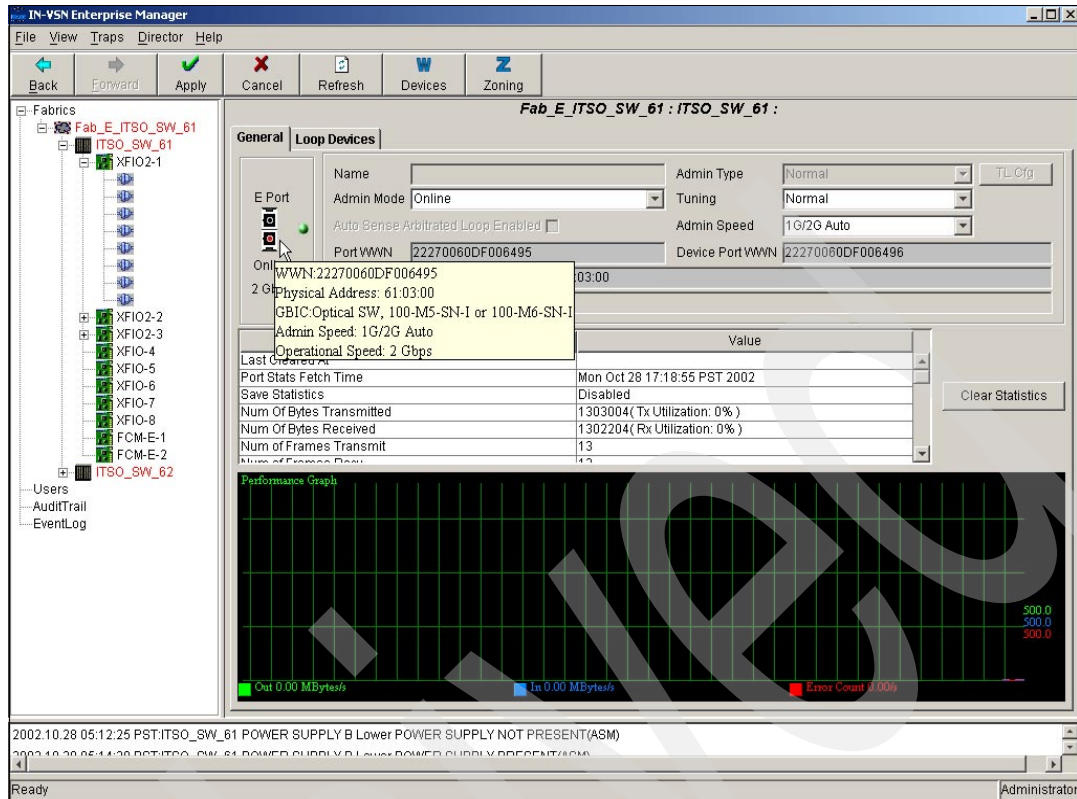 IN-VSN Enterprise Manager
File View Traps Director Help
Back Forward Apply Cancel Refresh Devices Zoning
Fabrics
Fab_E_ITSO_SW_61
ITSO_SW_61
XFIO2-1
XFIO2-2
XFIO2-3
XFIO-4
XFIO-5
XFIO-6
XFIO-7
XFIO-8
FCM-E-1
FCM-E-2
ITSO_SW_62
Users
AuditTrail
EventLog
Fab_E_ITSO_SW_61 : ITSO_SW_61 :
General Loop Devices
E Port
2
Name
Admin Type Normal TL Cfg
Admin Mode Online
Tuning Normal
Auto Sense Arbitrated Loop Enabled
Admin Speed 1G/2G Auto
Port WWN 22270060DF006495
Device Port WWN 22270060DF006496
:03:00
WWN:22270060DF006495
Physical Address: 61:03:00
GBIC:Optical SW, 100-M5-SN-I or 100-M6-SN-I
Admin Speed: 1G/2G Auto
Operational Speed: 2 Gbps
Value
Last Cleared At
Port Stats Fetch Time Mon Oct 28 17:18:55 PST 2002
Save Statistics Disabled
Num Of Bytes Transmitted 1303004( Tx Utilization: 0% )
Num Of Bytes Received 1302204( Rx Utilization: 0% )
Num of Frames Transmit 13
Clear Statistics
Performance Graph
500.0
500.0
500.0
Out 0.00 MBytes/s In 0.00 MBytes/s Error Count 0.00/s
2002.10.28 05:12:25 PST:ITSO_SW_61 POWER SUPPLY B Lower POWER SUPPLY NOT PRESENT(ASM)
Ready Administrator